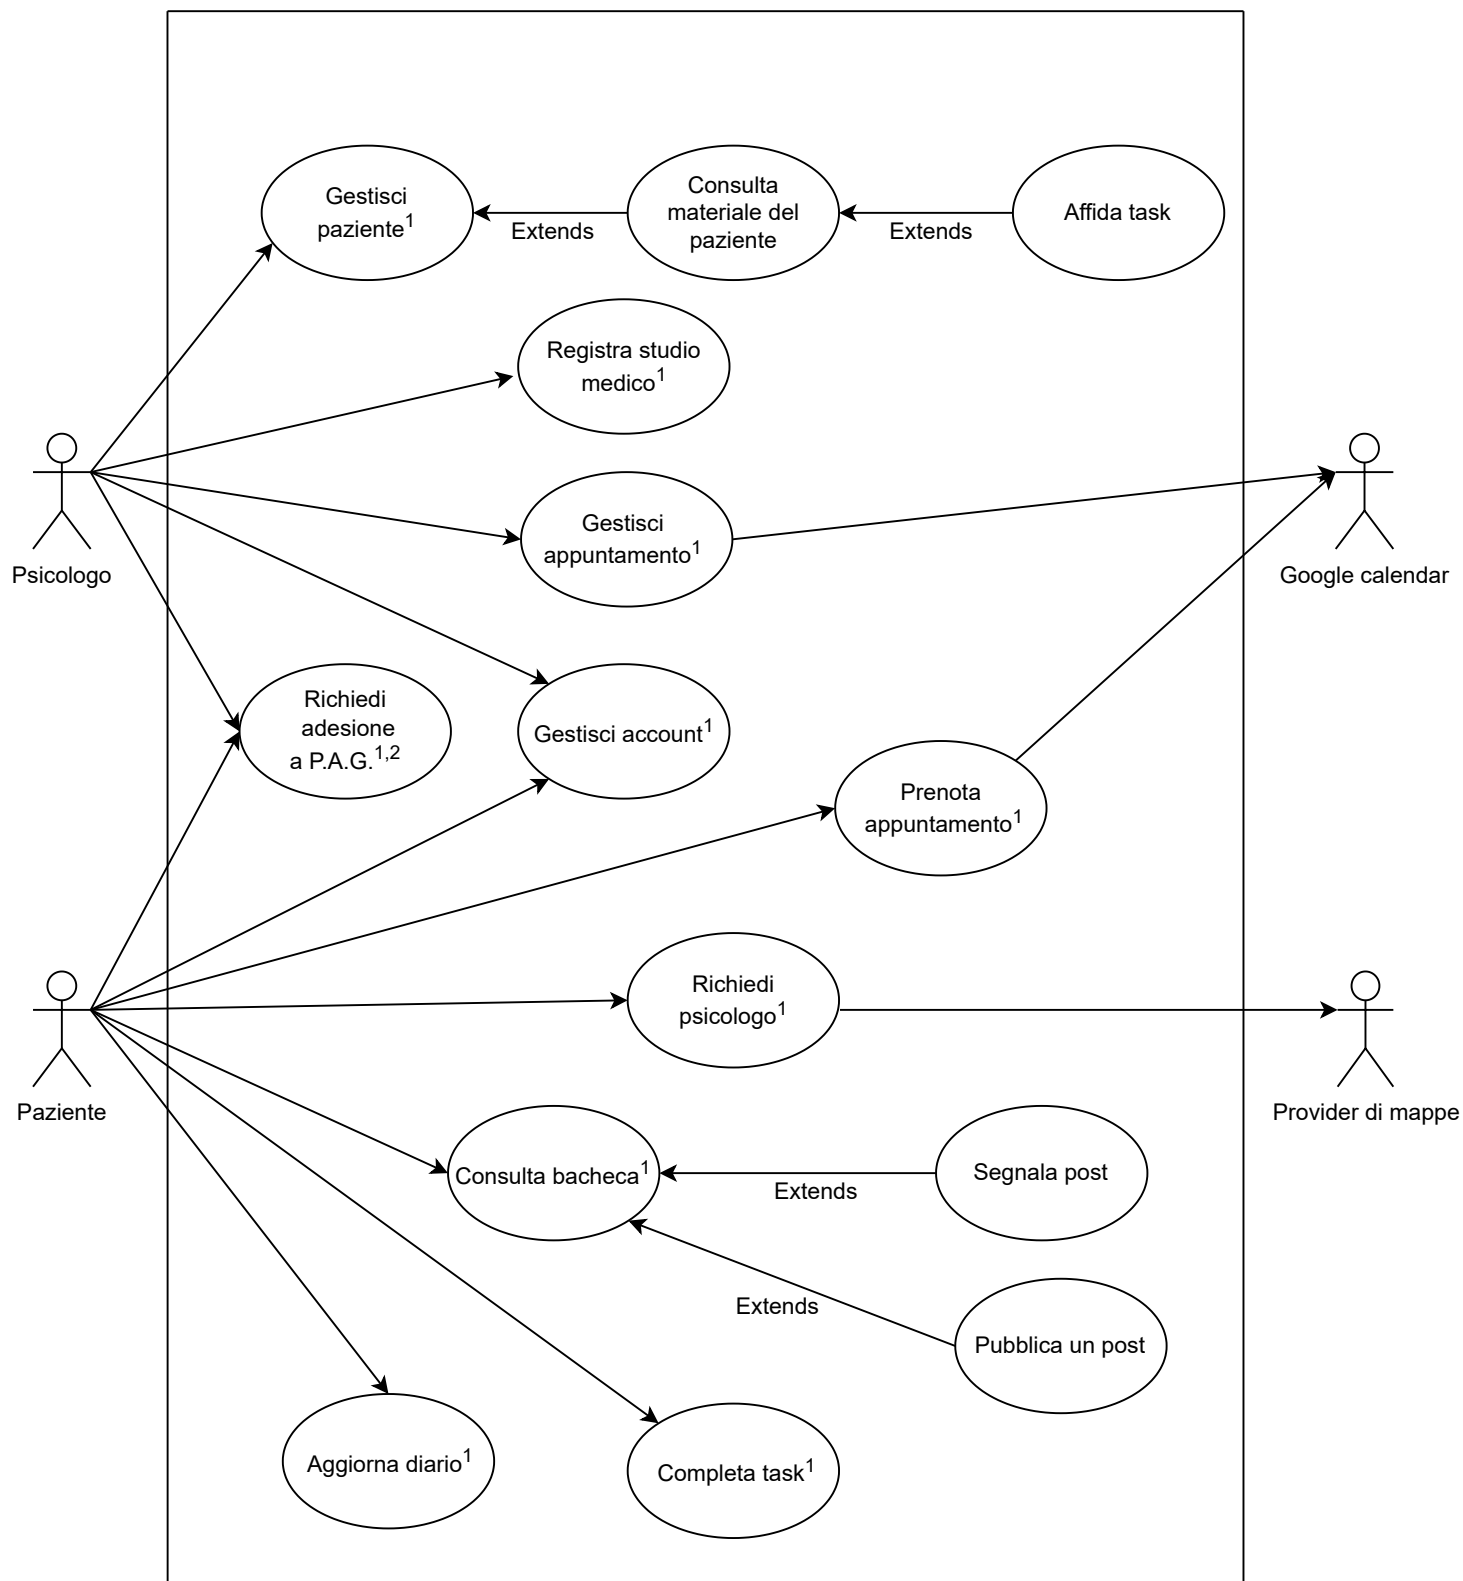 Gestisci
paziente¹
Extends
Consulta
materiale del
paziente
Extends
Affida task
Registra studio
medico¹
Psicologo
Gestisci
appuntamento¹
Google calendar
Richiedi
adesione
a P.A.G.¹,²
Gestisci account¹
Prenota
appuntamento¹
Richiedi
psicologo¹
Paziente
Provider di mappe
Consulta bacheca¹
Extends
Segnala post
Extends
Pubblica un post
Aggiorna diario¹
Completa task¹